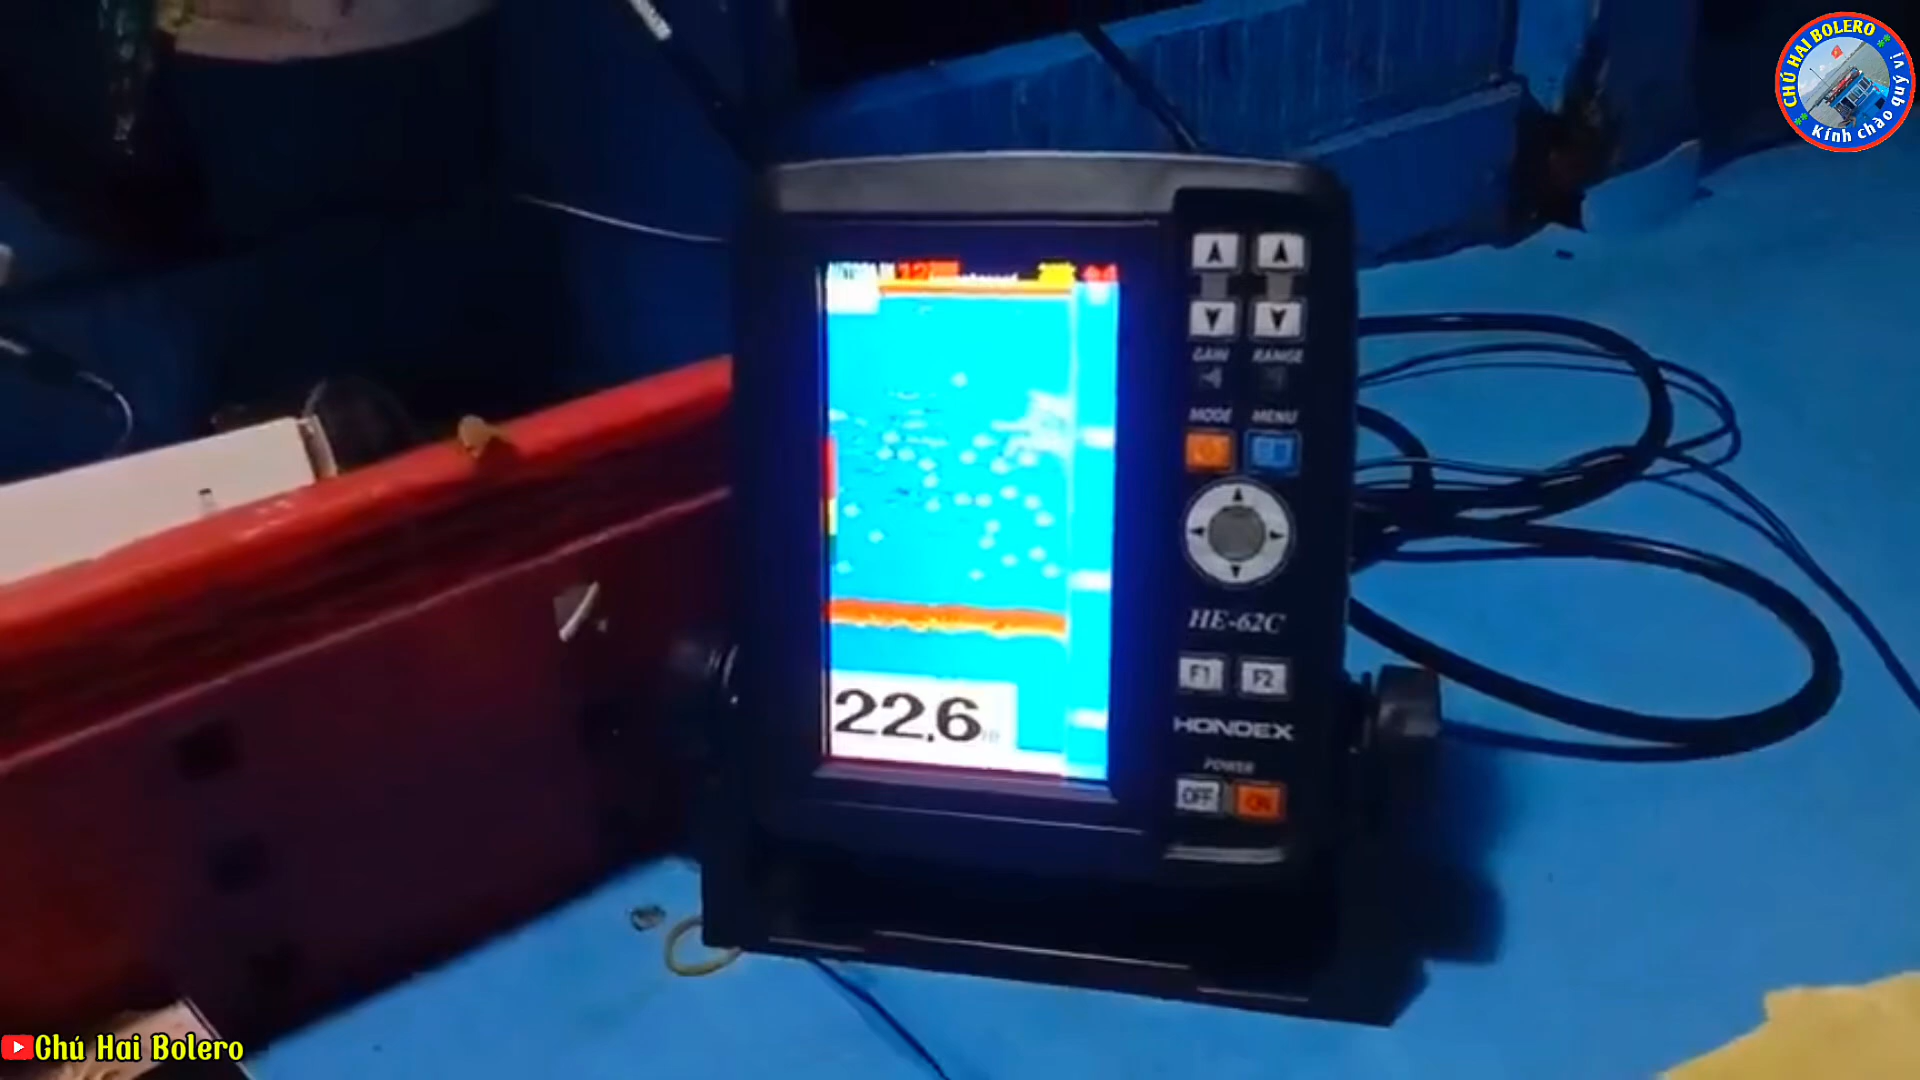 CHÚ HAI BOLERO
Kính chào quý vị
GAIN RANGE
MODE MENU
HE-62C
F1 F2
22.6
HONDEX
POWER
OFF ON
Chú Hai Bolero